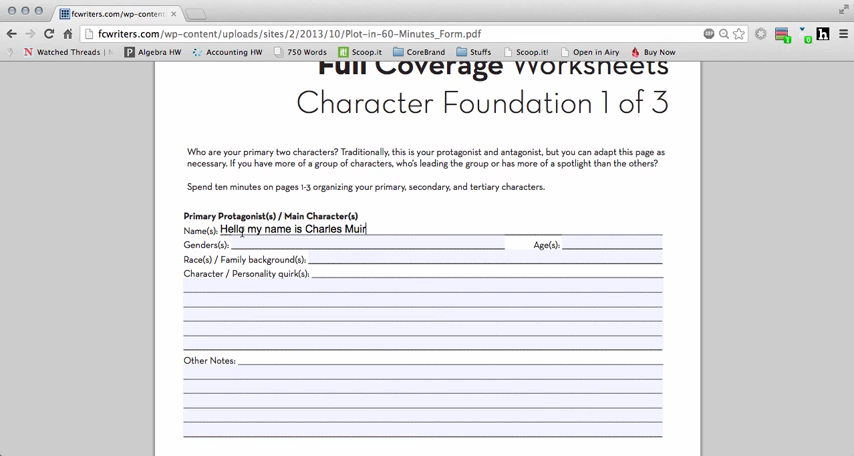 fcwriters.com/wp-content
fcwriters.com/wp-content/uploads/sites/2/2013/10/Plot-in-60-Minutes_Form.pdf
Watched Threads Algebra HW Accounting HW 750 Words Scoop.it CoreBrand Stuffs Scoop.it! Open in Airy Buy Now
Full Coverage Worksheets
Character Foundation 1 of 3
Who are your primary two characters? Traditionally, this is your protagonist and antagonist, but you can adapt this page as
necessary. If you have more of a group of characters, who's leading the group or has more of a spotlight than the others?
Spend ten minutes on pages 1-3 organizing your primary, secondary, and tertiary characters.
Primary Protagonist(s) / Main Character(s)
Name(s): Hello my name is Charles Muir
Genders(s): Age(s):
Race(s) / Family background(s):
Character / Personality quirk(s):
Other Notes: